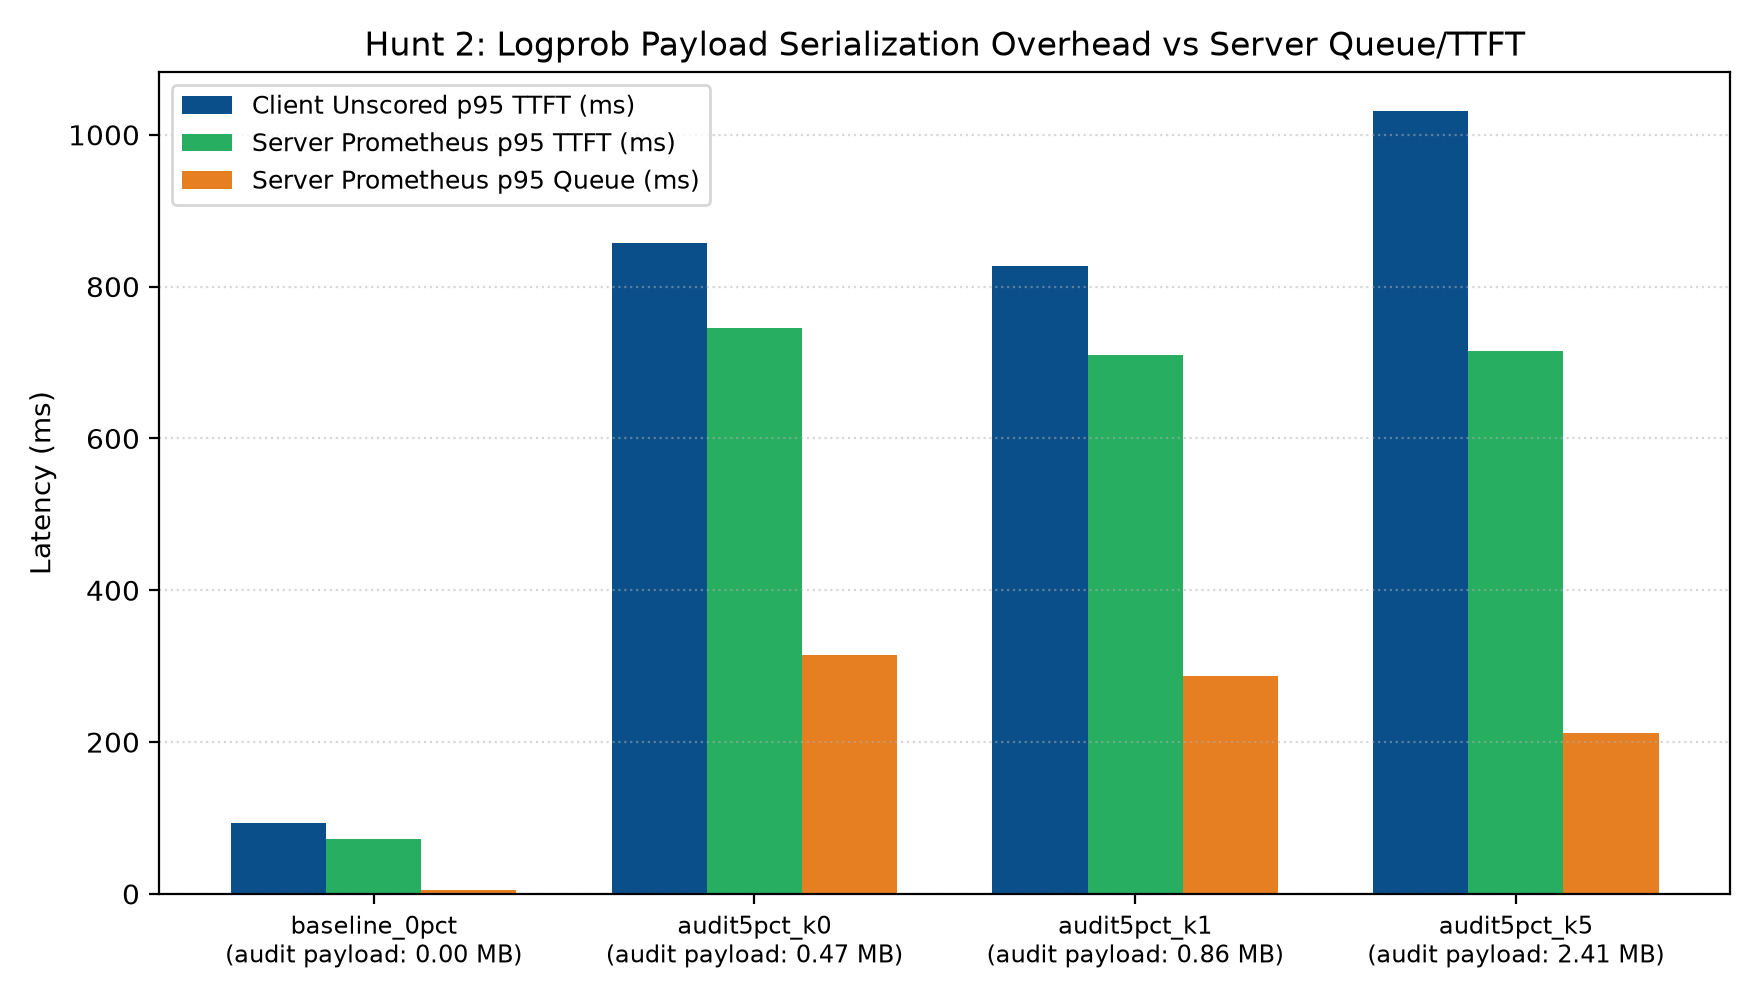 Hunt 2: Logprob Payload Serialization Overhead vs Server Queue/TTFT
Client Unscored p95 TTFT (ms)
Server Prometheus p95 TTFT (ms)
Server Prometheus p95 Queue (ms)
Latency (ms)
1000
800
600
400
200
0
baseline_0pct
(audit payload: 0.00 MB)
audit5pct_k0
(audit payload: 0.47 MB)
audit5pct_k1
(audit payload: 0.86 MB)
audit5pct_k5
(audit payload: 2.41 MB)